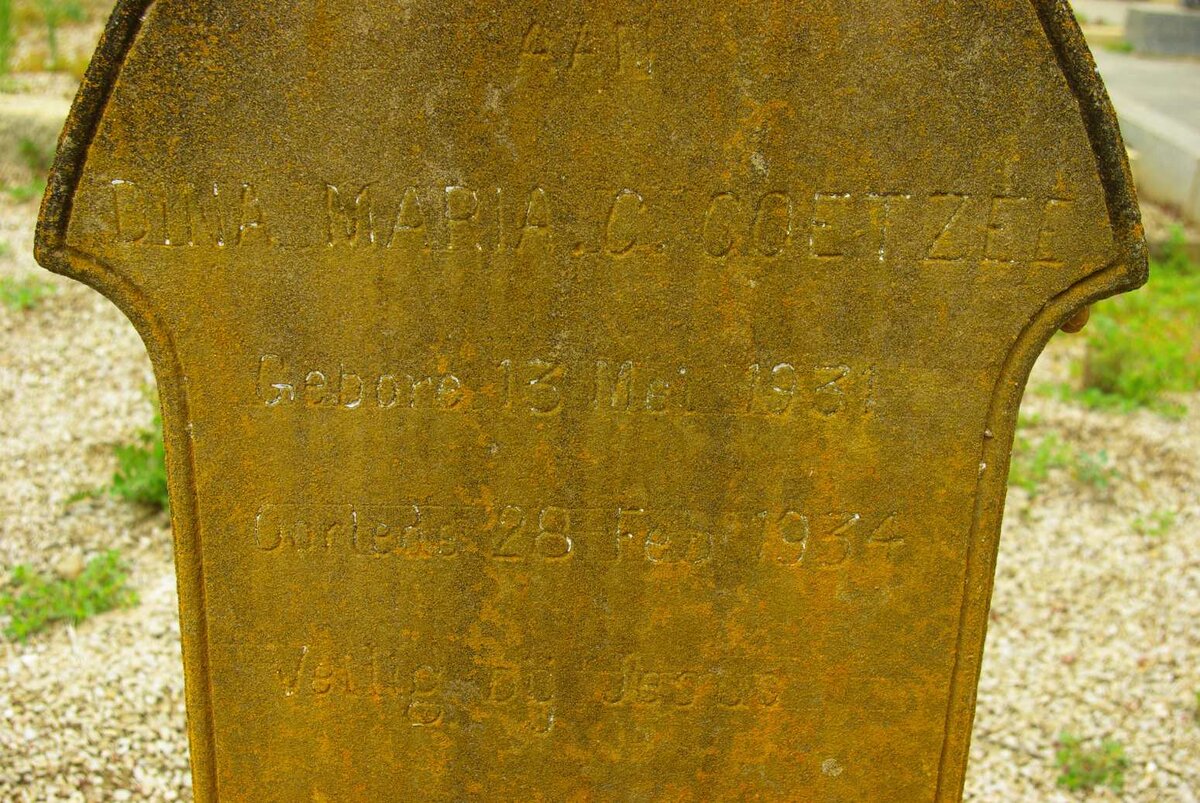 AAN
DINA MARIA. C. COETZEE
Gebore 13 Mei 1931
Oorlede 28 Feb 1934
Veilig by Jesus